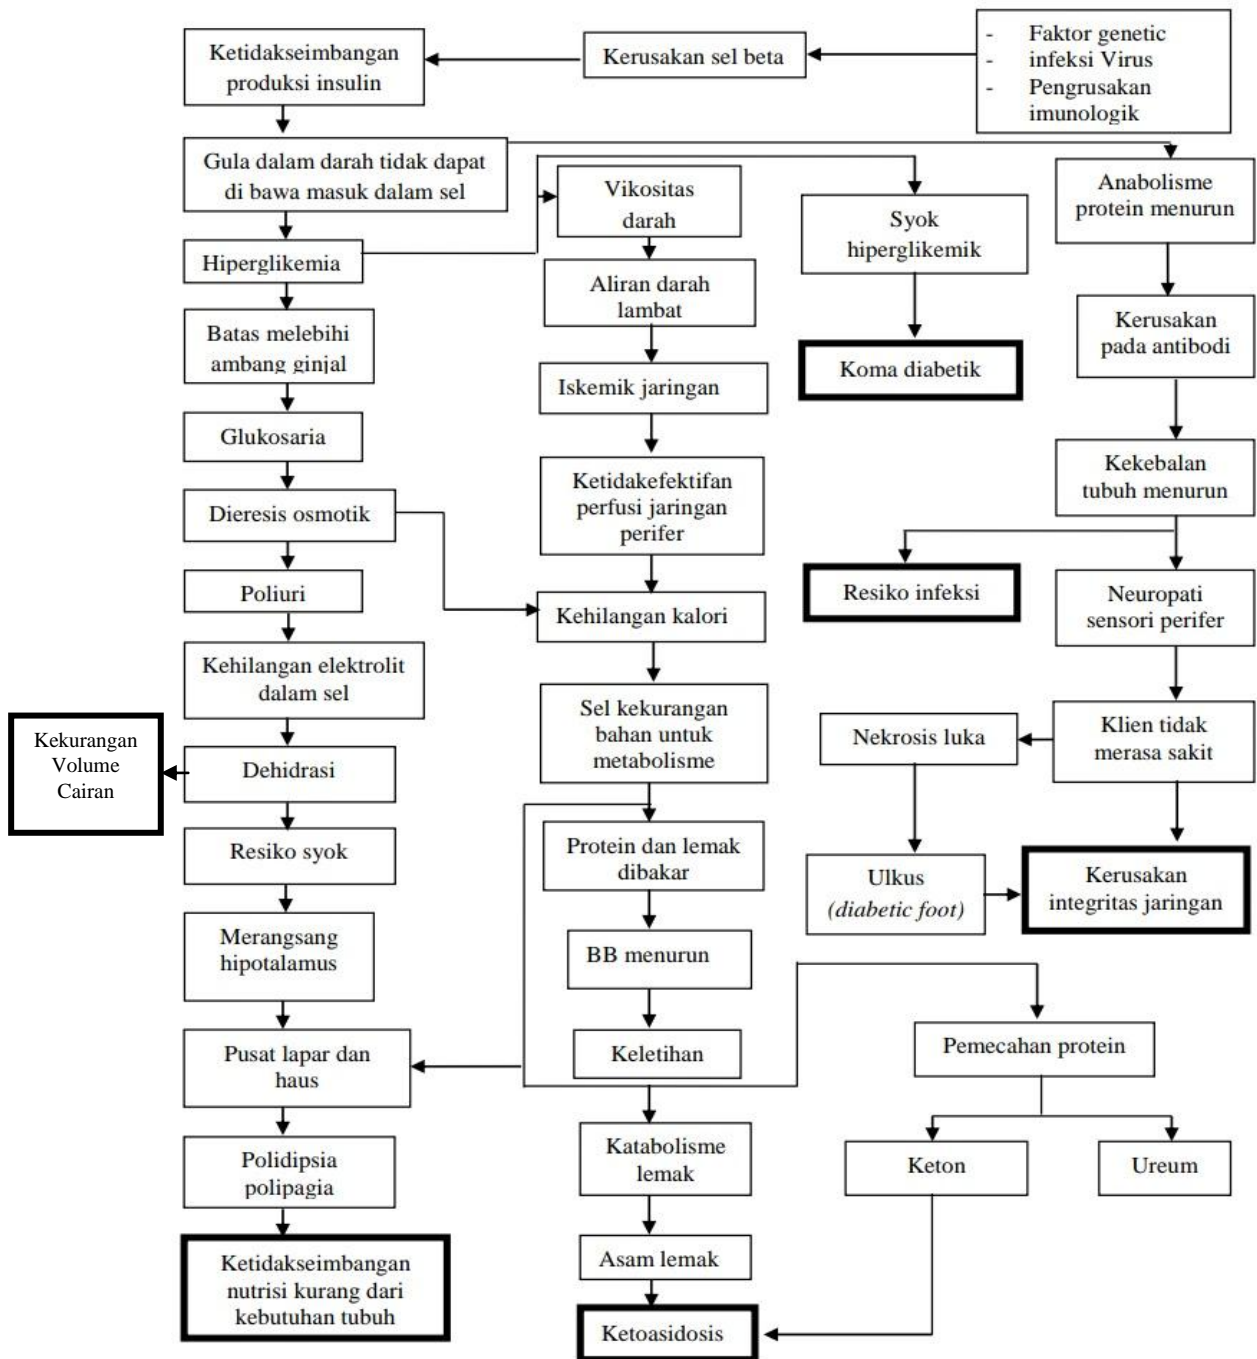 Ketidakseimbangan
produksi insulin
Kerusakan sel beta
- Faktor genetic
- infeksi Virus
- Pengrusakan
imunologik
Gula dalam darah tidak dapat
di bawa masuk dalam sel
Vikositas
darah
Syok
hiperglikemik
Anabolisme
protein menurun
Hiperglikemia
Aliran darah
lambat
Batas melebihi
ambang ginjal
Kerusakan
pada antibodi
Iskemik jaringan
Koma diabetik
Glukosaria
Ketidakefektifan
perfusi jaringan
perifer
Kekebalan
tubuh menurun
Dieresis osmotik
Poliuri
Kehilangan kalori
Resiko infeksi
Neuropati
sensori perifer
Kehilangan elektrolit
dalam sel
Sel kekurangan
bahan untuk
metabolisme
Nekrosis luka
Klien tidak
merasa sakit
Kekurangan
Volume
Cairan
Dehidrasi
Resiko syok
Protein dan lemak
dibakar
Ulkus
(diabetic foot)
Kerusakan
integritas jaringan
Merangsang
hipotalamus
BB menurun
Pusat lapar dan
haus
Keletihan
Pemecahan protein
Polidipsia
polipagia
Katabolisme
lemak
Keton
Ureum
Ketidakseimbangan
nutrisi kurang dari
kebutuhan tubuh
Asam lemak
Ketoasidosis